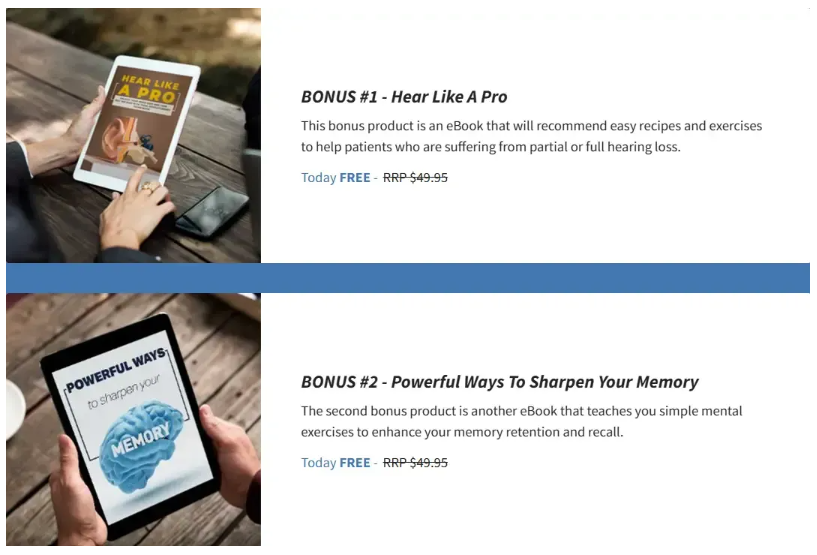 HEAR LIKE
A PRO
BONUS #1 - Hear Like A Pro
This bonus product is an eBook that will recommend easy recipes and exercises
to help patients who are suffering from partial or full hearing loss.
Today FREE - RRP $49.95
POWERFUL WAYS
to sharpen your
MEMORY
BONUS #2 - Powerful Ways To Sharpen Your Memory
The second bonus product is another eBook that teaches you simple mental
exercises to enhance your memory retention and recall.
Today FREE - RRP $49.95